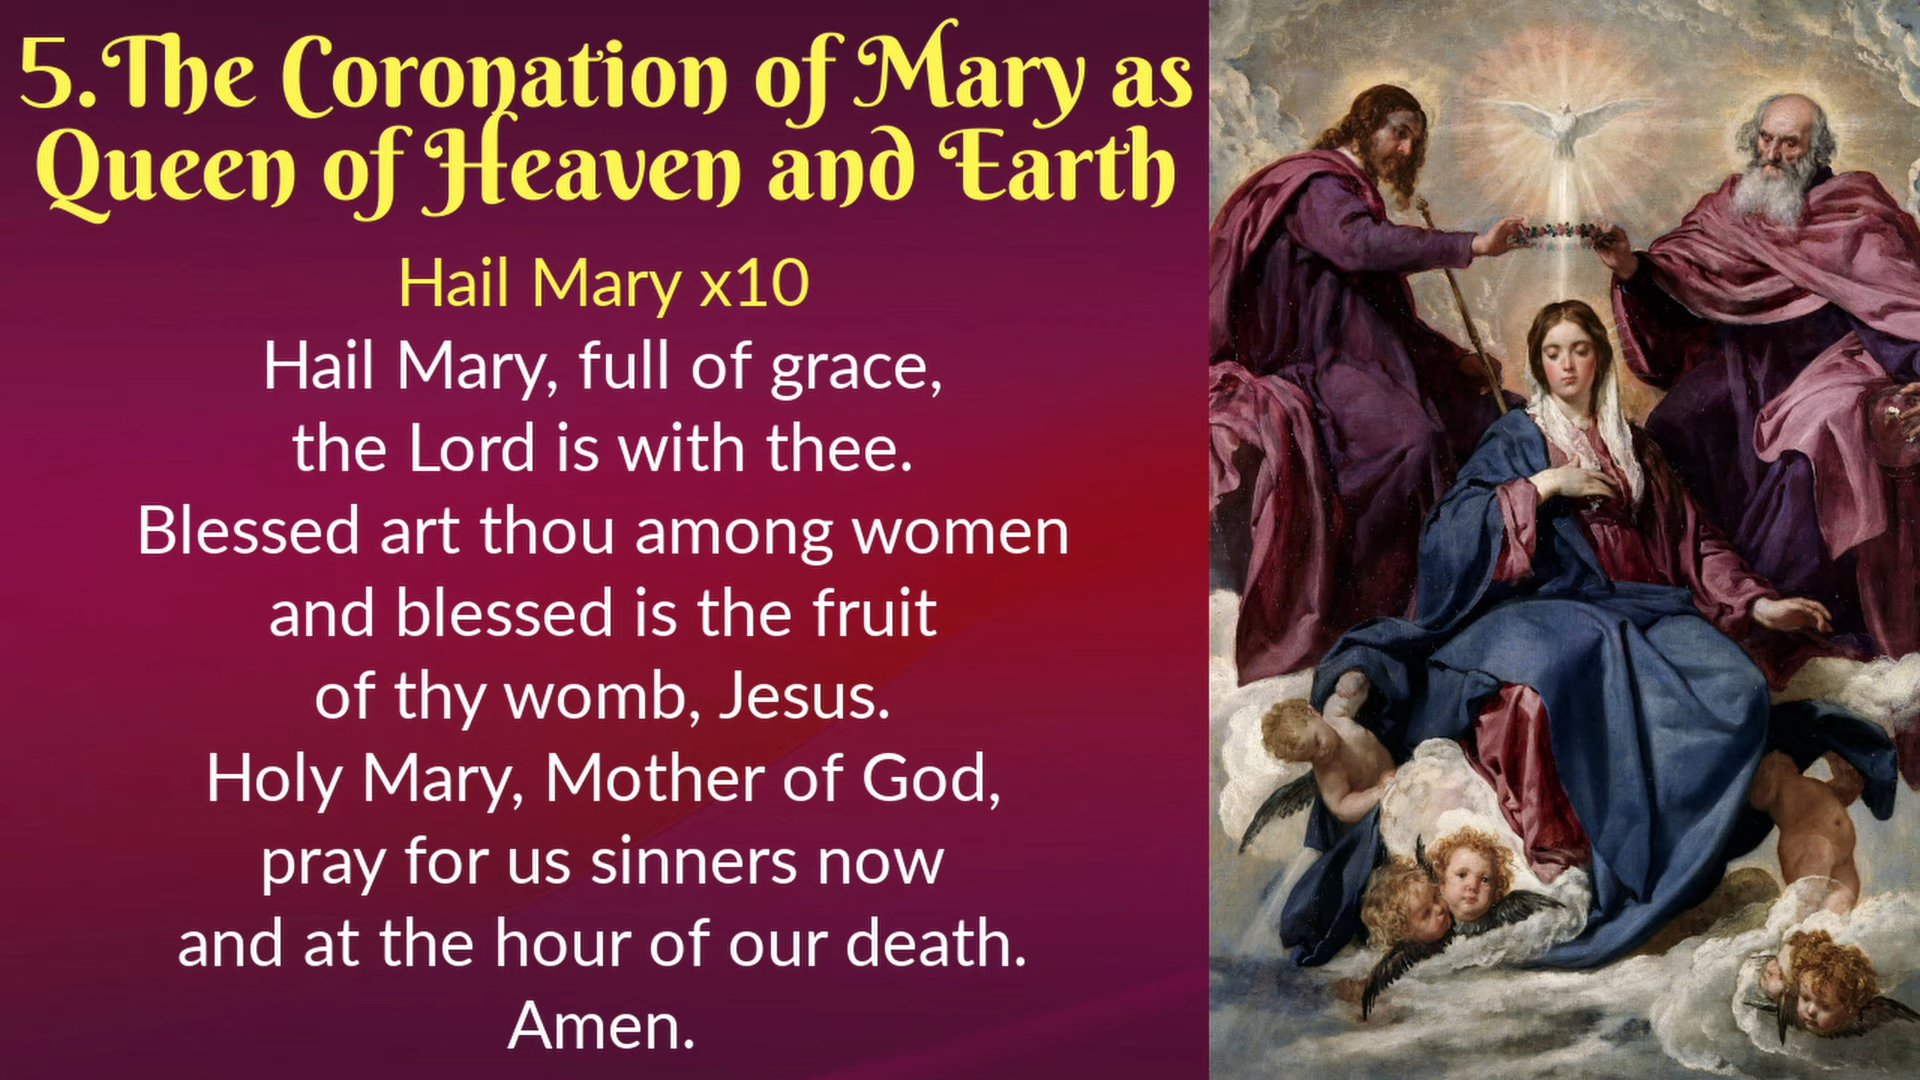 5.The Coronation of Mary as
Queen of Heaven and Earth
Hail Mary x10
Hail Mary, full of grace,
the Lord is with thee.
Blessed art thou among women
and blessed is the fruit
of thy womb, Jesus.
Holy Mary, Mother of God,
pray for us sinners now
and at the hour of our death.
Amen.